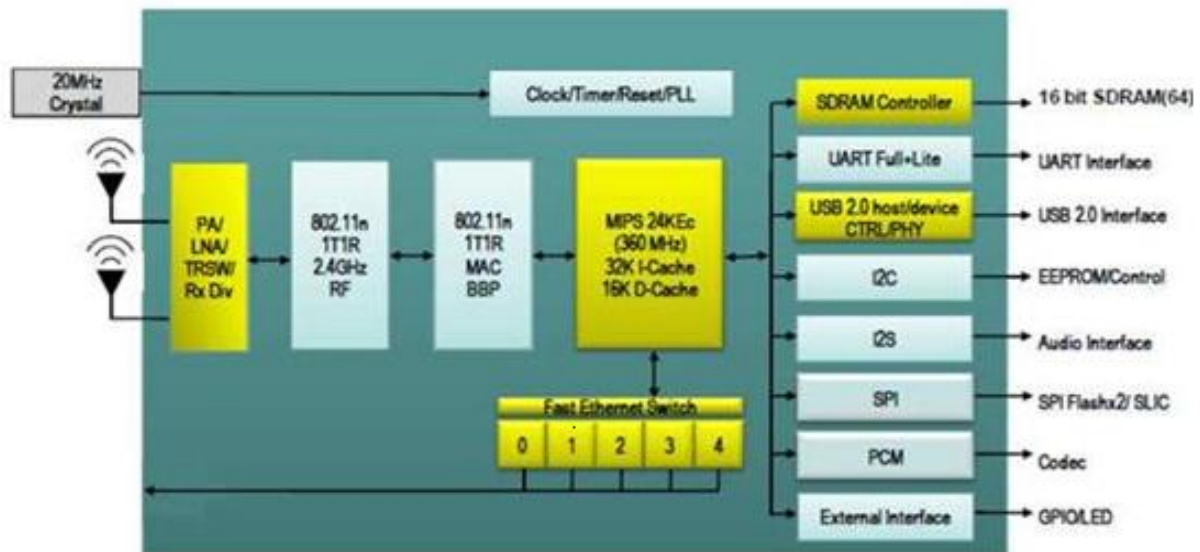 20MHz
Crystal
Clock/Timer/Reset/PLL
PA/
LNA/
TRSW/
Rx Div
802.11n
1T1R
2.4GHz
RF
802.11n
1T1R
MAC
BBP
MIPS 24KEc
(360 MHz)
32K I-Cache
16K D-Cache
Fast Ethernet Switch
0 1 2 3 4
SDRAM Controller
16 bit SDRAM(64)
UART Full+Lite
UART Interface
USB 2.0 host/device
CTRL/PHY
USB 2.0 Interface
I2C
EEPROM/Control
I2S
Audio Interface
SPI
SPI Flashx2/ SLIC
PCM
Codec
External Interface
GPIO/LED